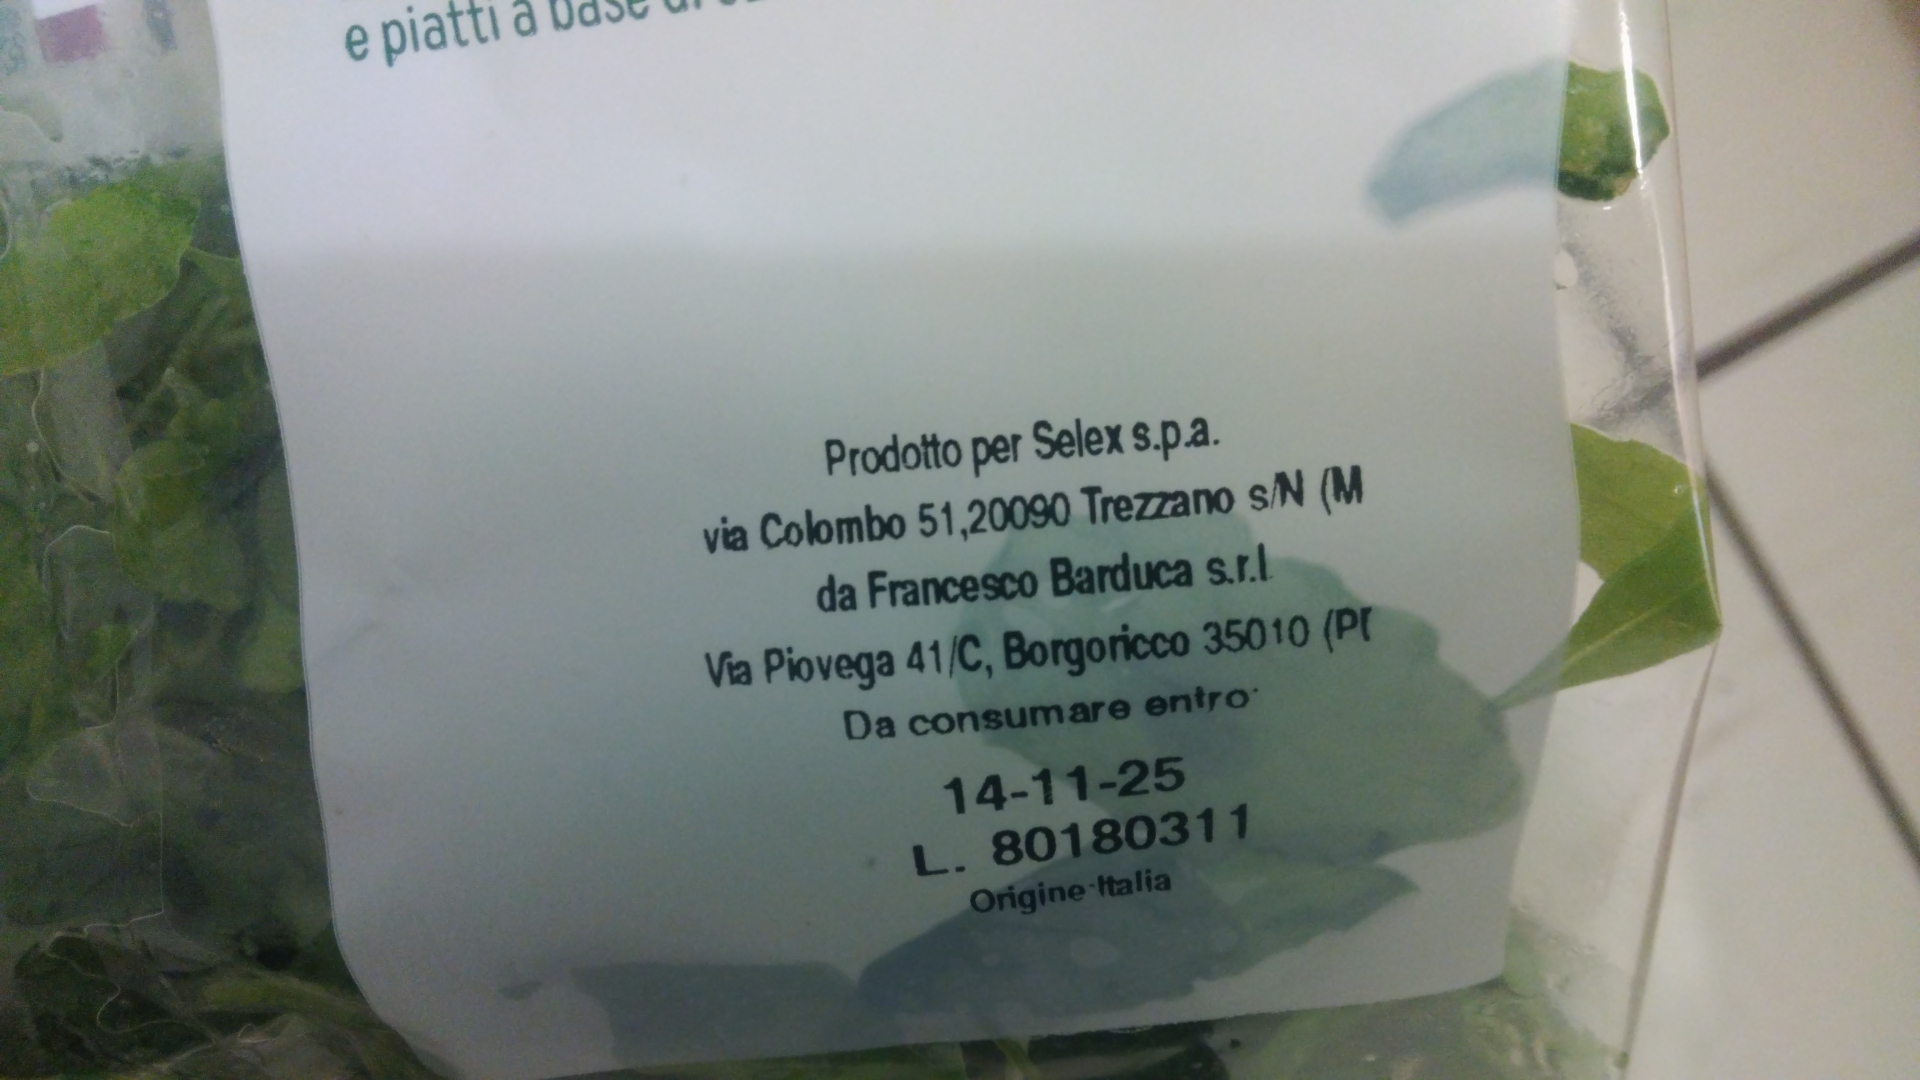 e piatti a base di
Prodotto per Selex s.p.a.
via Colombo 51,20090 Trezzano s/N (M
da Francesco Barduca s.r.l
Via Piovega 41/C, Borgoricco 35010 (P
Da consumare entro
14-11-25
L. 80180311
Origine Italia